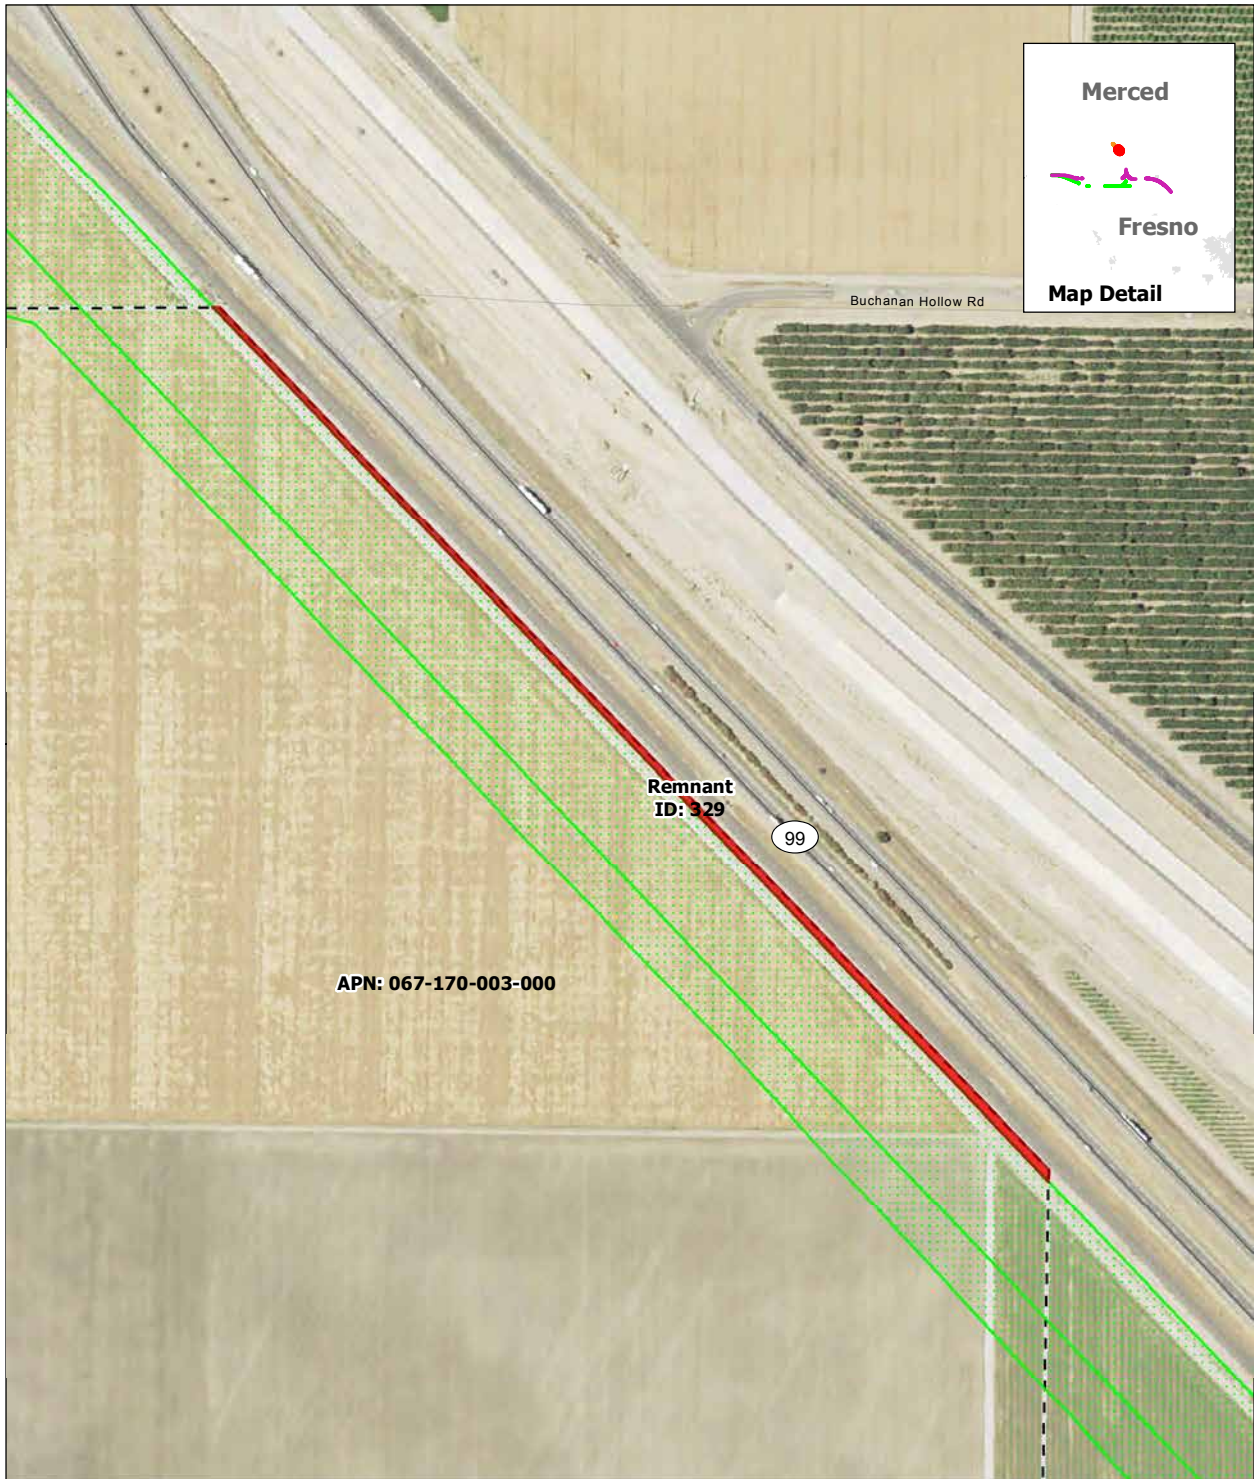 Merced
Fresno
Map Detail
Buchanan Hollow Rd
Remnant
ID: 329
99
APN: 067-170-003-000